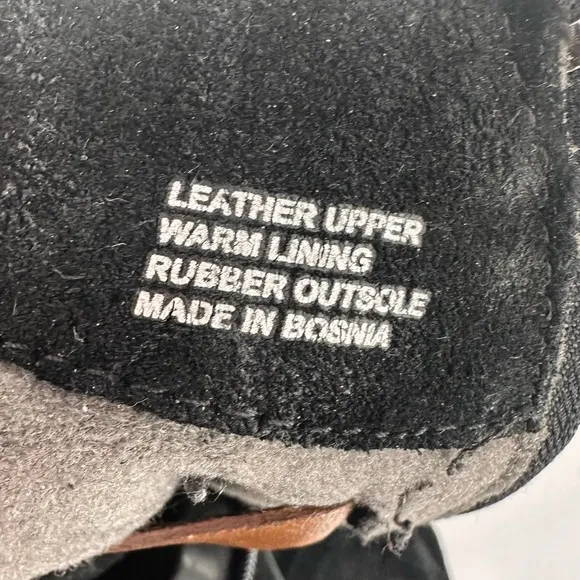 LEATHER UPPER
WARM LINING
RUBBER OUTSOLE
MADE IN BOSNIA